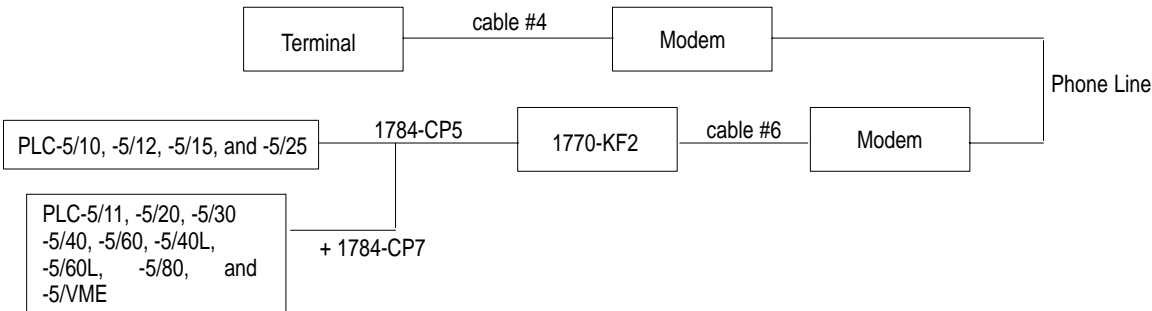 Terminal
cable #4
Modem
Phone Line
PLC-5/10, -5/12, -5/15, and -5/25
1784-CP5
1770-KF2
cable #6
Modem
PLC-5/11, -5/20, -5/30
-5/40, -5/60, -5/40L,
-5/60L, -5/80, and
-5/VME
+ 1784-CP7